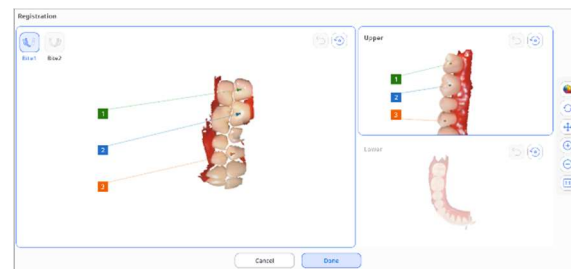 Registration
Bite1 Bite2
1
2
3
Upper
1
2
3
Lower
Cancel Done